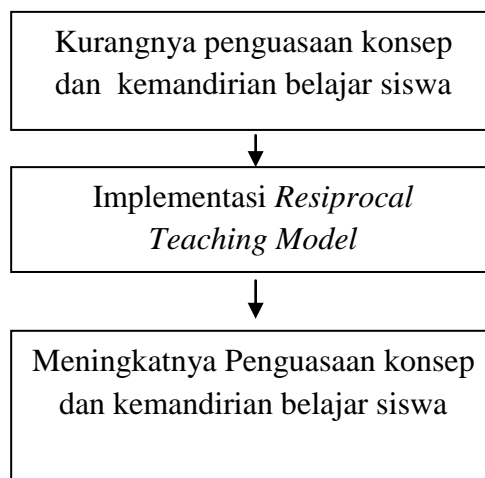 Kurangnya penguasaan konsep
dan kemandirian belajar siswa
Implementasi Resiprocal
Teaching Model
Meningkatnya Penguasaan konsep
dan kemandirian belajar siswa